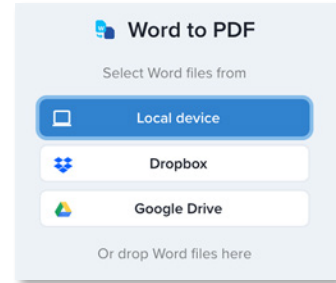 Word to PDF
Select Word files from
Local device
Dropbox
Google Drive
Or drop Word files here